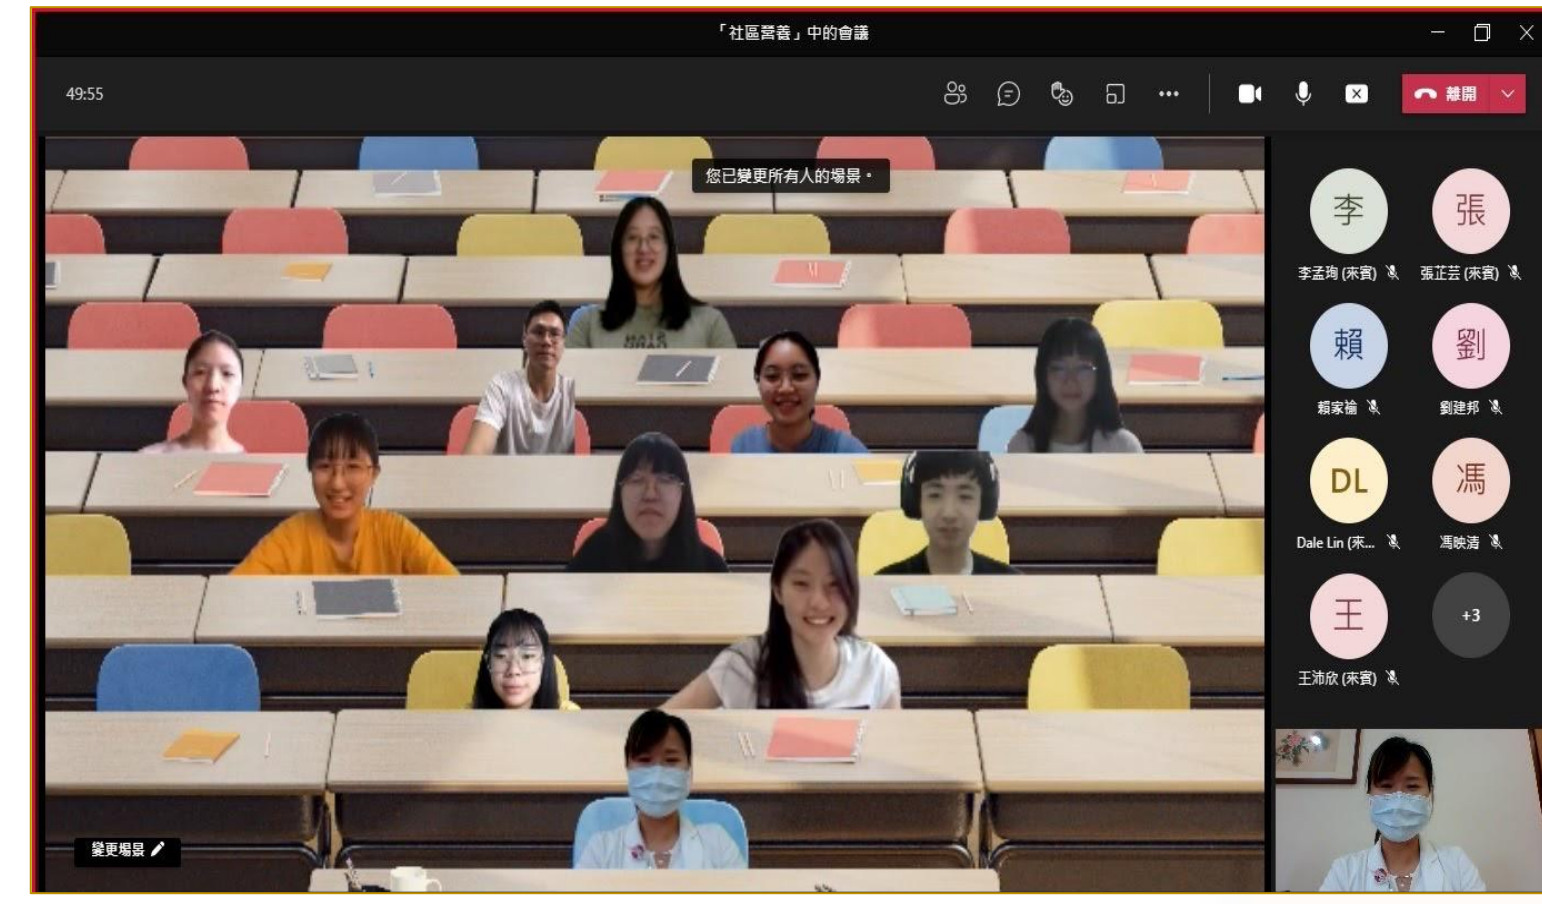 「社區營養」中的會議
49:55
離開
您已變更所有人的場景。
李
張
李孟珣 (來賓)
張芷芸 (來賓)
賴
劉
賴家褕
劉建邦
DL
馮
Dale Lin (來...
馮映清
王
+3
王沛欣 (來賓)
變更場景